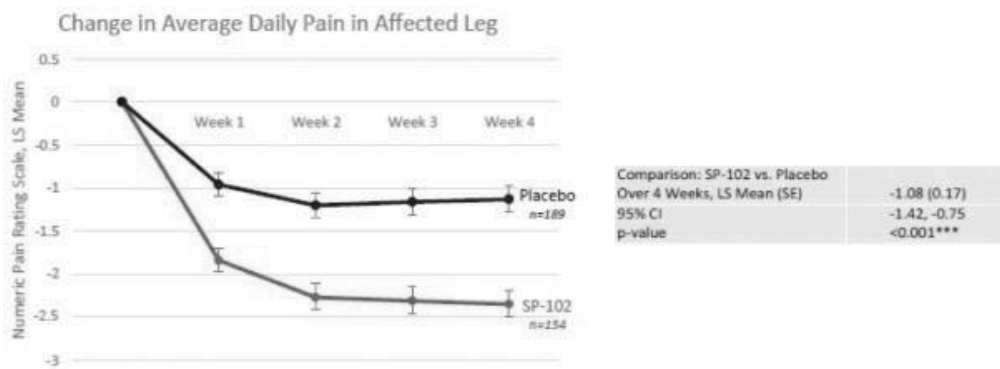 Change in Average Daily Pain in Affected Leg
Numeric Pain Rating Scale, LS Mean
0.5
0
-0.5
-1
-1.5
-2
-2.5
-3
Week 1 Week 2 Week 3 Week 4
Placebo
n=189
SP-102
n=154
Comparison: SP-102 vs. Placebo
Over 4 Weeks, LS Mean (SE) -1.08 (0.17)
95% CI -1.42, -0.75
p-value <0.001***